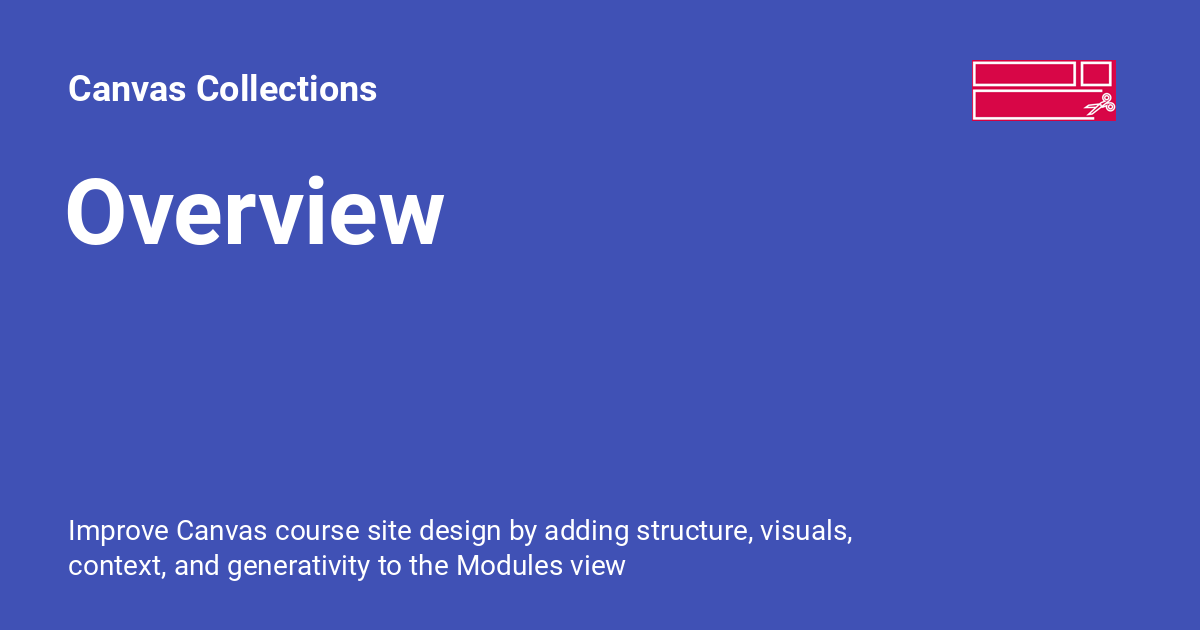 Canvas Collections
Overview
Improve Canvas course site design by adding structure, visuals,
context, and generativity to the Modules view